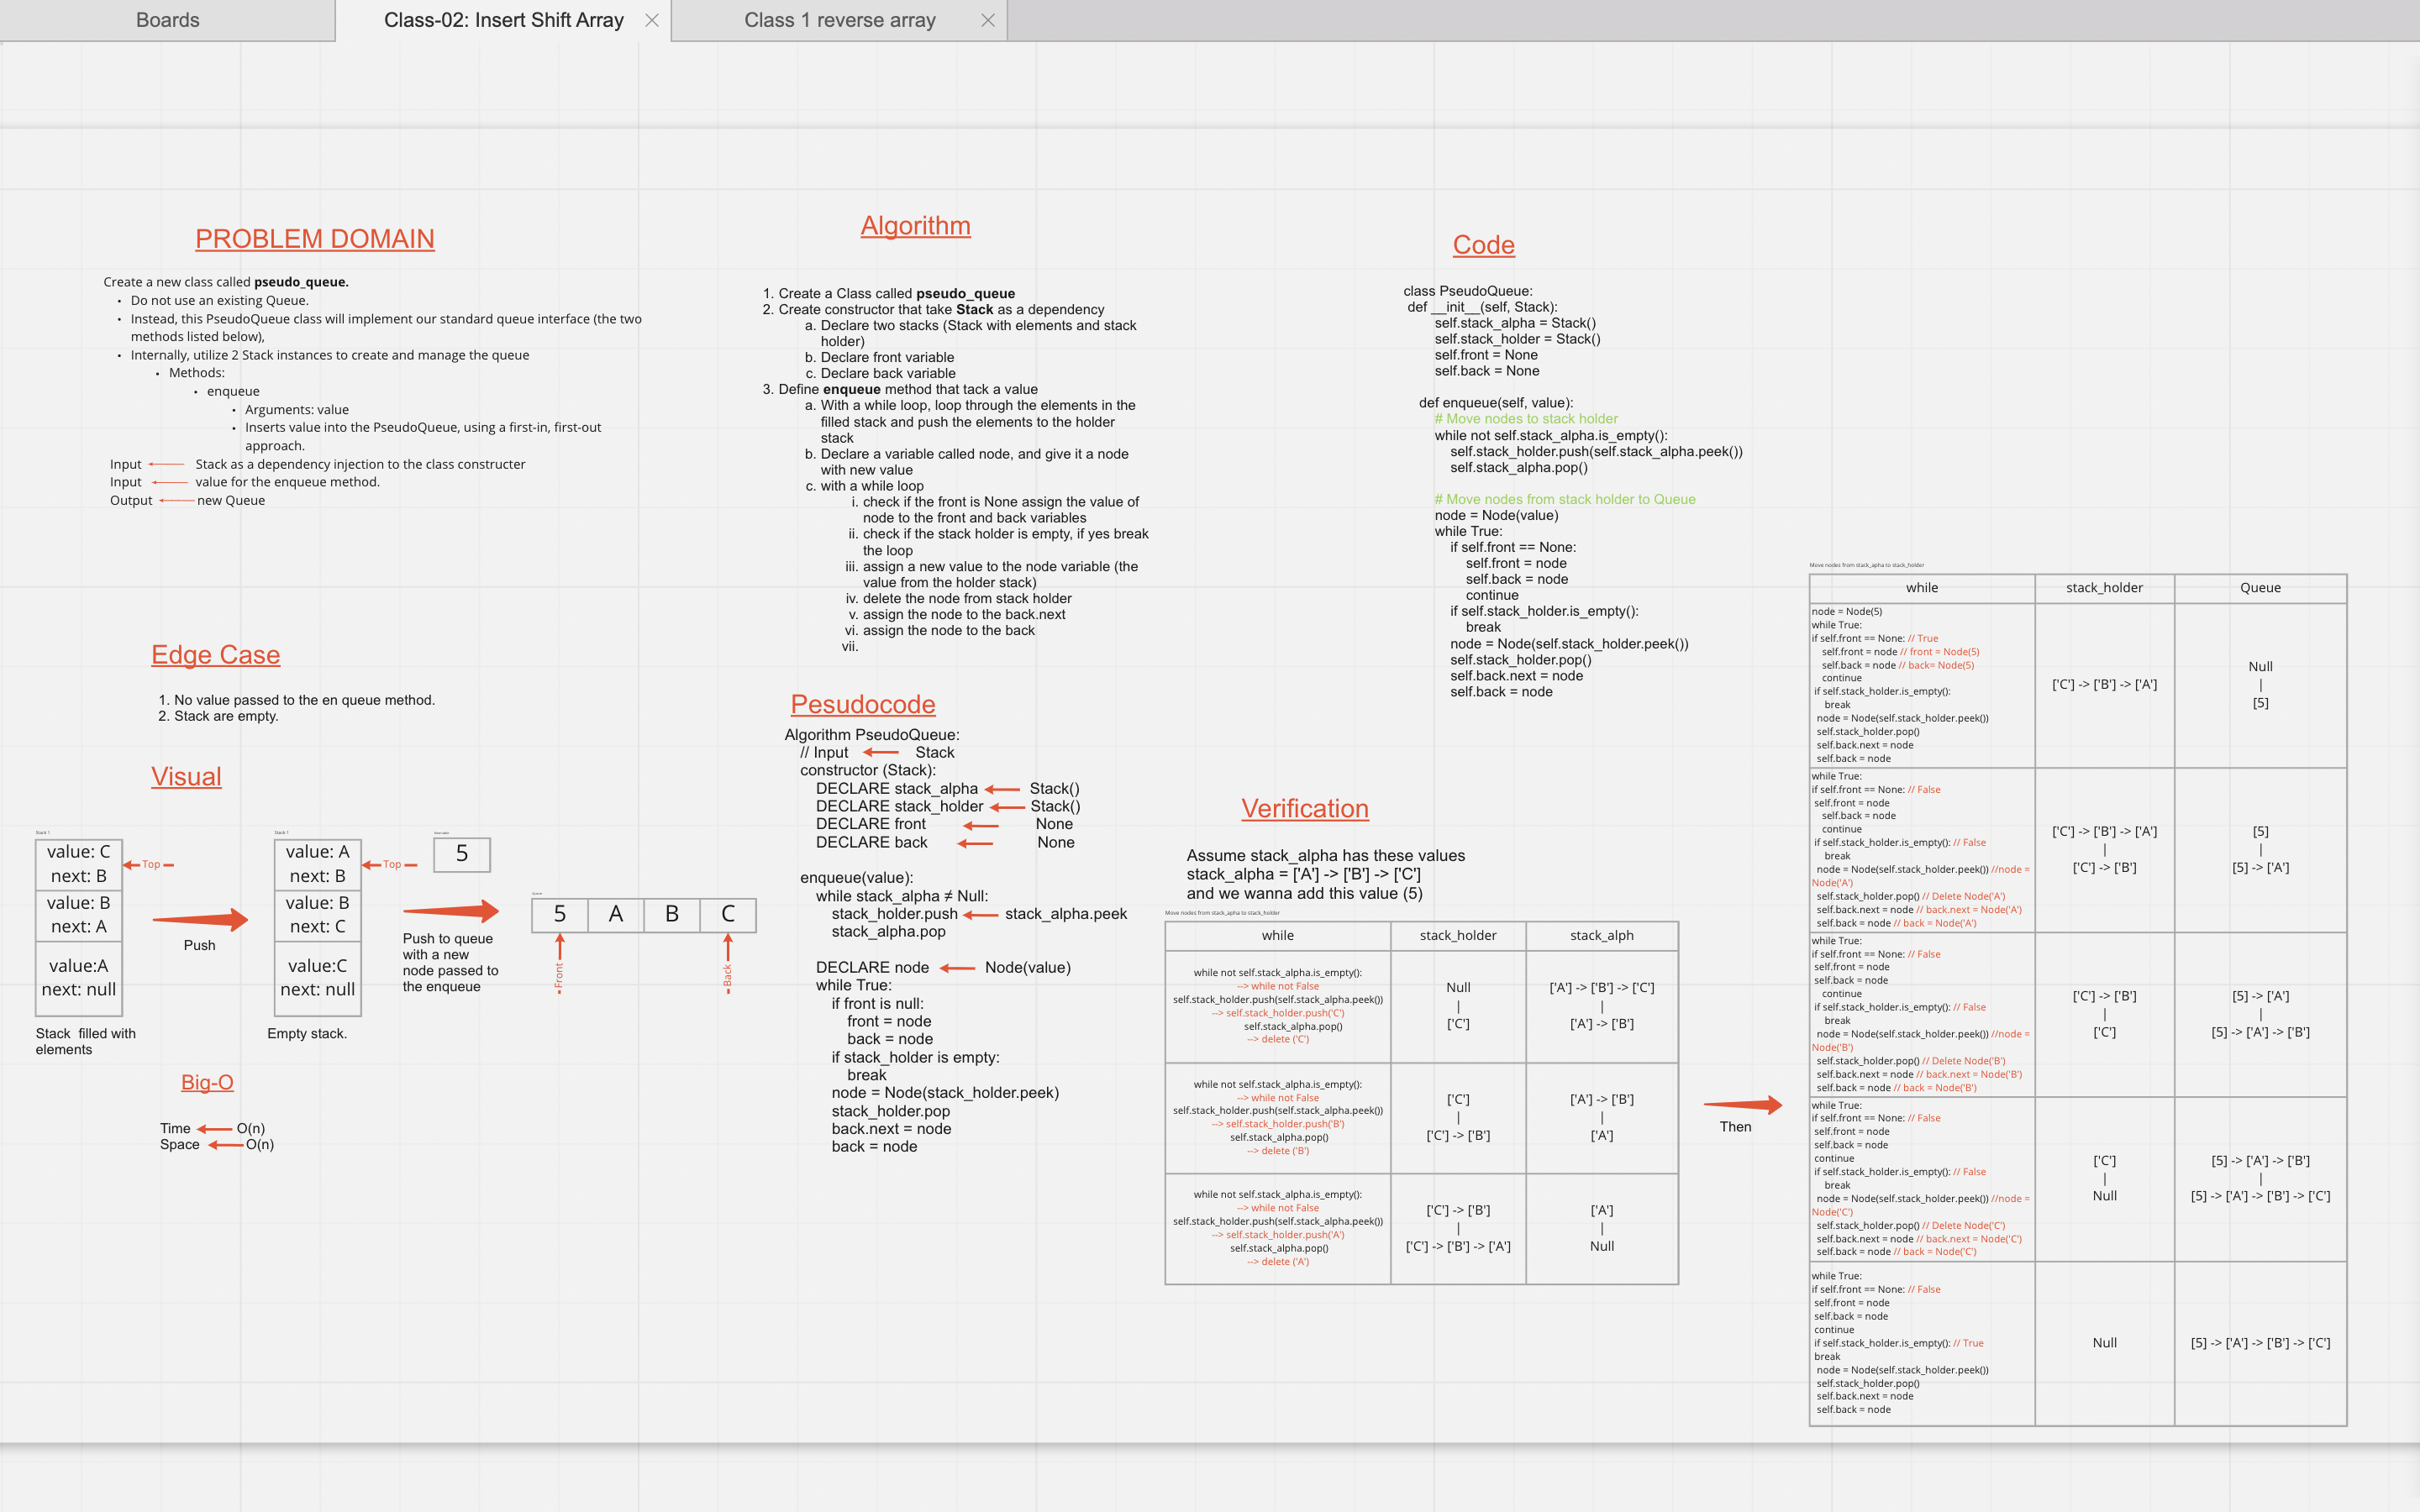 Boards
Class-02: Insert Shift Array
Class 1 reverse array
PROBLEM DOMAIN
Create a new class called pseudo_queue.
• Do not use an existing Queue.
• Instead, this PseudoQueue class will implement our standard queue interface (the two
methods listed below),
• Internally, utilize 2 Stack instances to create and manage the queue
• Methods:
• enqueue
• Arguments: value
• Inserts value into the PseudoQueue, using a first-in, first-out
approach.
Input Stack as a dependency injection to the class constructer
Input value for the enqueue method.
Output new Queue
Edge Case
1. No value passed to the en queue method.
2. Stack are empty.
Visual
Stack 1
value: C
next: B
value: B
next: A
value:A
next: null
Top
Stack filled with
elements
Push
Stack 1
value: A
next: B
value: B
next: C
value:C
next: null
Top
Empty stack.
5
Push to queue
with a new
node passed to
the enqueue
Queue
5 A B C
Front
Back
Big-O
Time O(n)
Space O(n)
Algorithm
1. Create a Class called pseudo_queue
2. Create constructor that take Stack as a dependency
a. Declare two stacks (Stack with elements and stack
holder)
b. Declare front variable
c. Declare back variable
3. Define enqueue method that tack a value
a. With a while loop, loop through the elements in the
filled stack and push the elements to the holder
stack
b. Declare a variable called node, and give it a node
with new value
c. with a while loop
i. check if the front is None assign the value of
node to the front and back variables
ii. check if the stack holder is empty, if yes break
the loop
iii. assign a new value to the node variable (the
value from the holder stack)
iv. delete the node from stack holder
v. assign the node to the back.next
vi. assign the node to the back
vii.
Pesudocode
Algorithm PseudoQueue:
// Input Stack
constructor (Stack):
DECLARE stack_alpha Stack()
DECLARE stack_holder Stack()
DECLARE front None
DECLARE back None
enqueue(value):
while stack_alpha ≠ Null:
stack_holder.push stack_alpha.peek
stack_alpha.pop
DECLARE node Node(value)
while True:
if front is null:
front = node
back = node
if stack_holder is empty:
break
node = Node(stack_holder.peek)
stack_holder.pop
back.next = node
back = node
Code
class PseudoQueue:
def __init__(self, Stack):
self.stack_alpha = Stack()
self.stack_holder = Stack()
self.front = None
self.back = None
def enqueue(self, value):
# Move nodes to stack holder
while not self.stack_alpha.is_empty():
self.stack_holder.push(self.stack_alpha.peek())
self.stack_alpha.pop()
# Move nodes from stack holder to Queue
node = Node(value)
while True:
if self.front == None:
self.front = node
self.back = node
continue
if self.stack_holder.is_empty():
break
node = Node(self.stack_holder.peek())
self.stack_holder.pop()
self.back.next = node
self.back = node
Verification
Assume stack_alpha has these values
stack_alpha = ['A'] -> ['B'] -> ['C']
and we wanna add this value (5)
Move nodes from stack_apha to stack_holder
while stack_holder stack_alph
while not self.stack_alpha.is_empty():
--> while not False
self.stack_holder.push(self.stack_alpha.peek())
--> self.stack_holder.push('C')
self.stack_alpha.pop()
--> delete ('C')
Null
|
['C']
['A'] -> ['B'] -> ['C']
|
['A'] -> ['B']
while not self.stack_alpha.is_empty():
--> while not False
self.stack_holder.push(self.stack_alpha.peek())
--> self.stack_holder.push('B')
self.stack_alpha.pop()
--> delete ('B')
['C']
|
['C'] -> ['B']
['A'] -> ['B']
|
['A']
while not self.stack_alpha.is_empty():
--> while not False
self.stack_holder.push(self.stack_alpha.peek())
--> self.stack_holder.push('A')
self.stack_alpha.pop()
--> delete ('A')
['C'] -> ['B']
|
['C'] -> ['B'] -> ['A']
['A']
|
Null
Then
Move nodes from stack_apha to stack_holder
while stack_holder Queue
node = Node(5)
while True:
if self.front == None: // True
self.front = node // front = Node(5)
self.back = node // back= Node(5)
continue
if self.stack_holder.is_empty():
break
node = Node(self.stack_holder.peek())
self.stack_holder.pop()
self.back.next = node
self.back = node
['C'] -> ['B'] -> ['A']
Null
|
[5]
while True:
if self.front == None: // False
self.front = node
self.back = node
continue
if self.stack_holder.is_empty(): // False
break
node = Node(self.stack_holder.peek()) //node =
Node('A')
self.stack_holder.pop() // Delete Node('A')
self.back.next = node // back.next = Node('A')
self.back = node // back = Node('A')
['C'] -> ['B'] -> ['A']
|
['C'] -> ['B']
[5]
|
[5] -> ['A']
while True:
if self.front == None: // False
self.front = node
self.back = node
continue
if self.stack_holder.is_empty(): // False
break
node = Node(self.stack_holder.peek()) //node =
Node('B')
self.stack_holder.pop() // Delete Node('B')
self.back.next = node // back.next = Node('B')
self.back = node // back = Node('B')
['C'] -> ['B']
|
['C']
[5] -> ['A']
|
[5] -> ['A'] -> ['B']
while True:
if self.front == None: // False
self.front = node
self.back = node
continue
if self.stack_holder.is_empty(): // False
break
node = Node(self.stack_holder.peek()) //node =
Node('C')
self.stack_holder.pop() // Delete Node('C')
self.back.next = node // back.next = Node('C')
self.back = node // back = Node('C')
['C']
|
Null
[5] -> ['A'] -> ['B']
|
[5] -> ['A'] -> ['B'] -> ['C']
while True:
if self.front == None: // False
self.front = node
self.back = node
continue
if self.stack_holder.is_empty(): // True
break
node = Node(self.stack_holder.peek())
self.stack_holder.pop()
self.back.next = node
self.back = node
Null
[5] -> ['A'] -> ['B'] -> ['C']